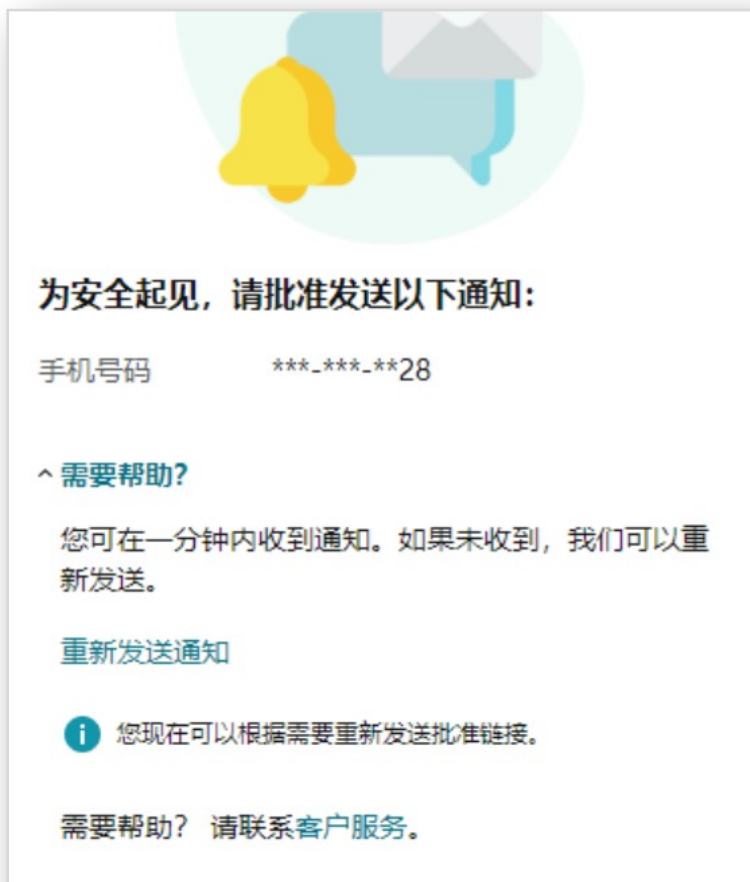 为安全起见，请批准发送以下通知：
手机号码 ***-***-**28
需要帮助？
您可在一分钟内收到通知。如果未收到，我们可以重
新发送。
重新发送通知
您现在可以根据需要重新发送批准链接。
需要帮助？ 请联系客户服务。